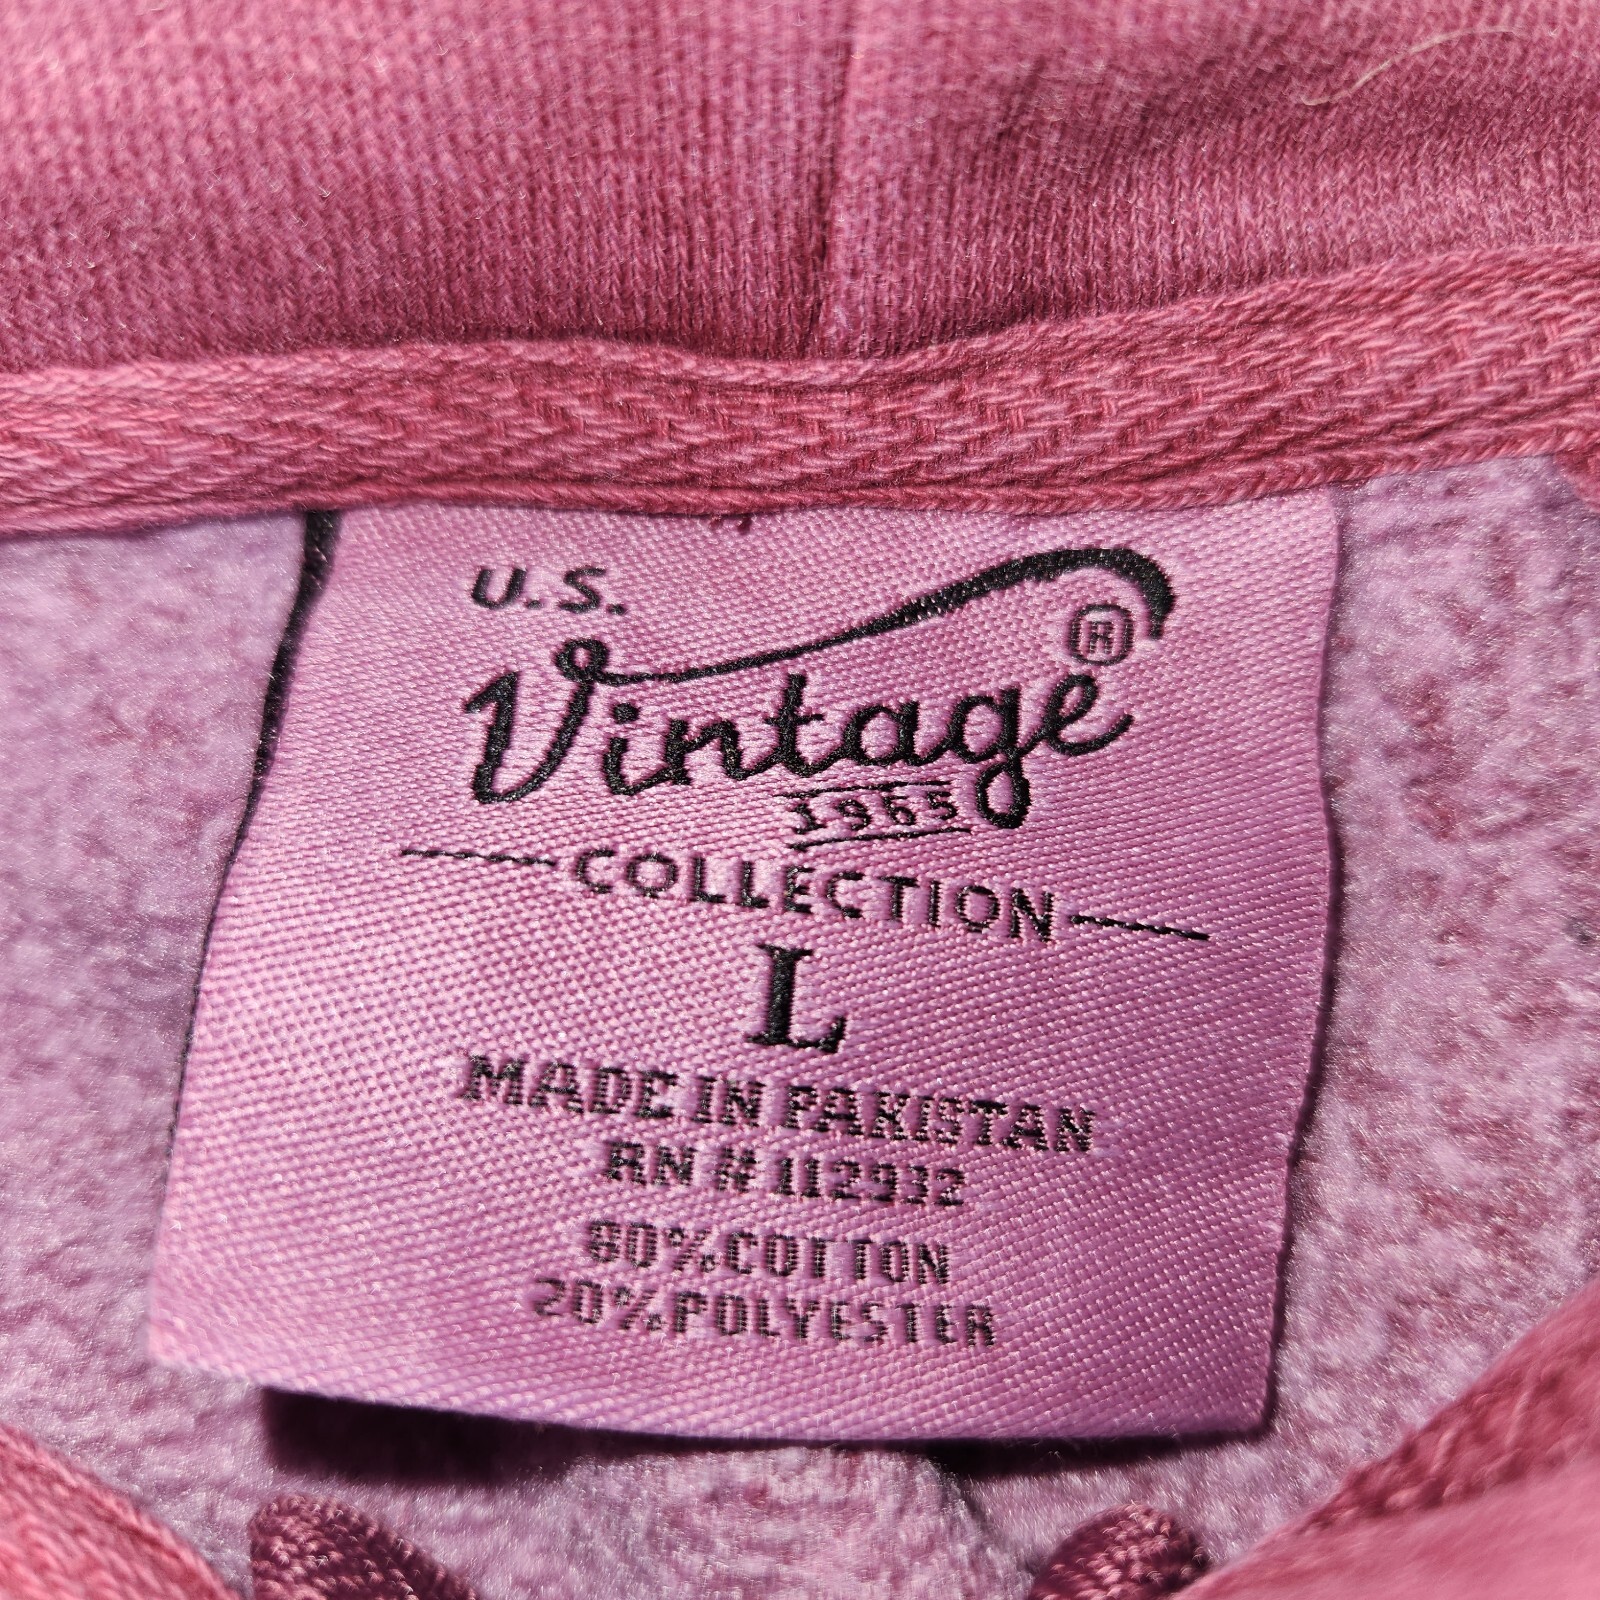 U.S.
Vintage®
1965
COLLECTION
L
MADE IN PAKISTAN
RN # 112932
80% COTTON
20% POLYESTER